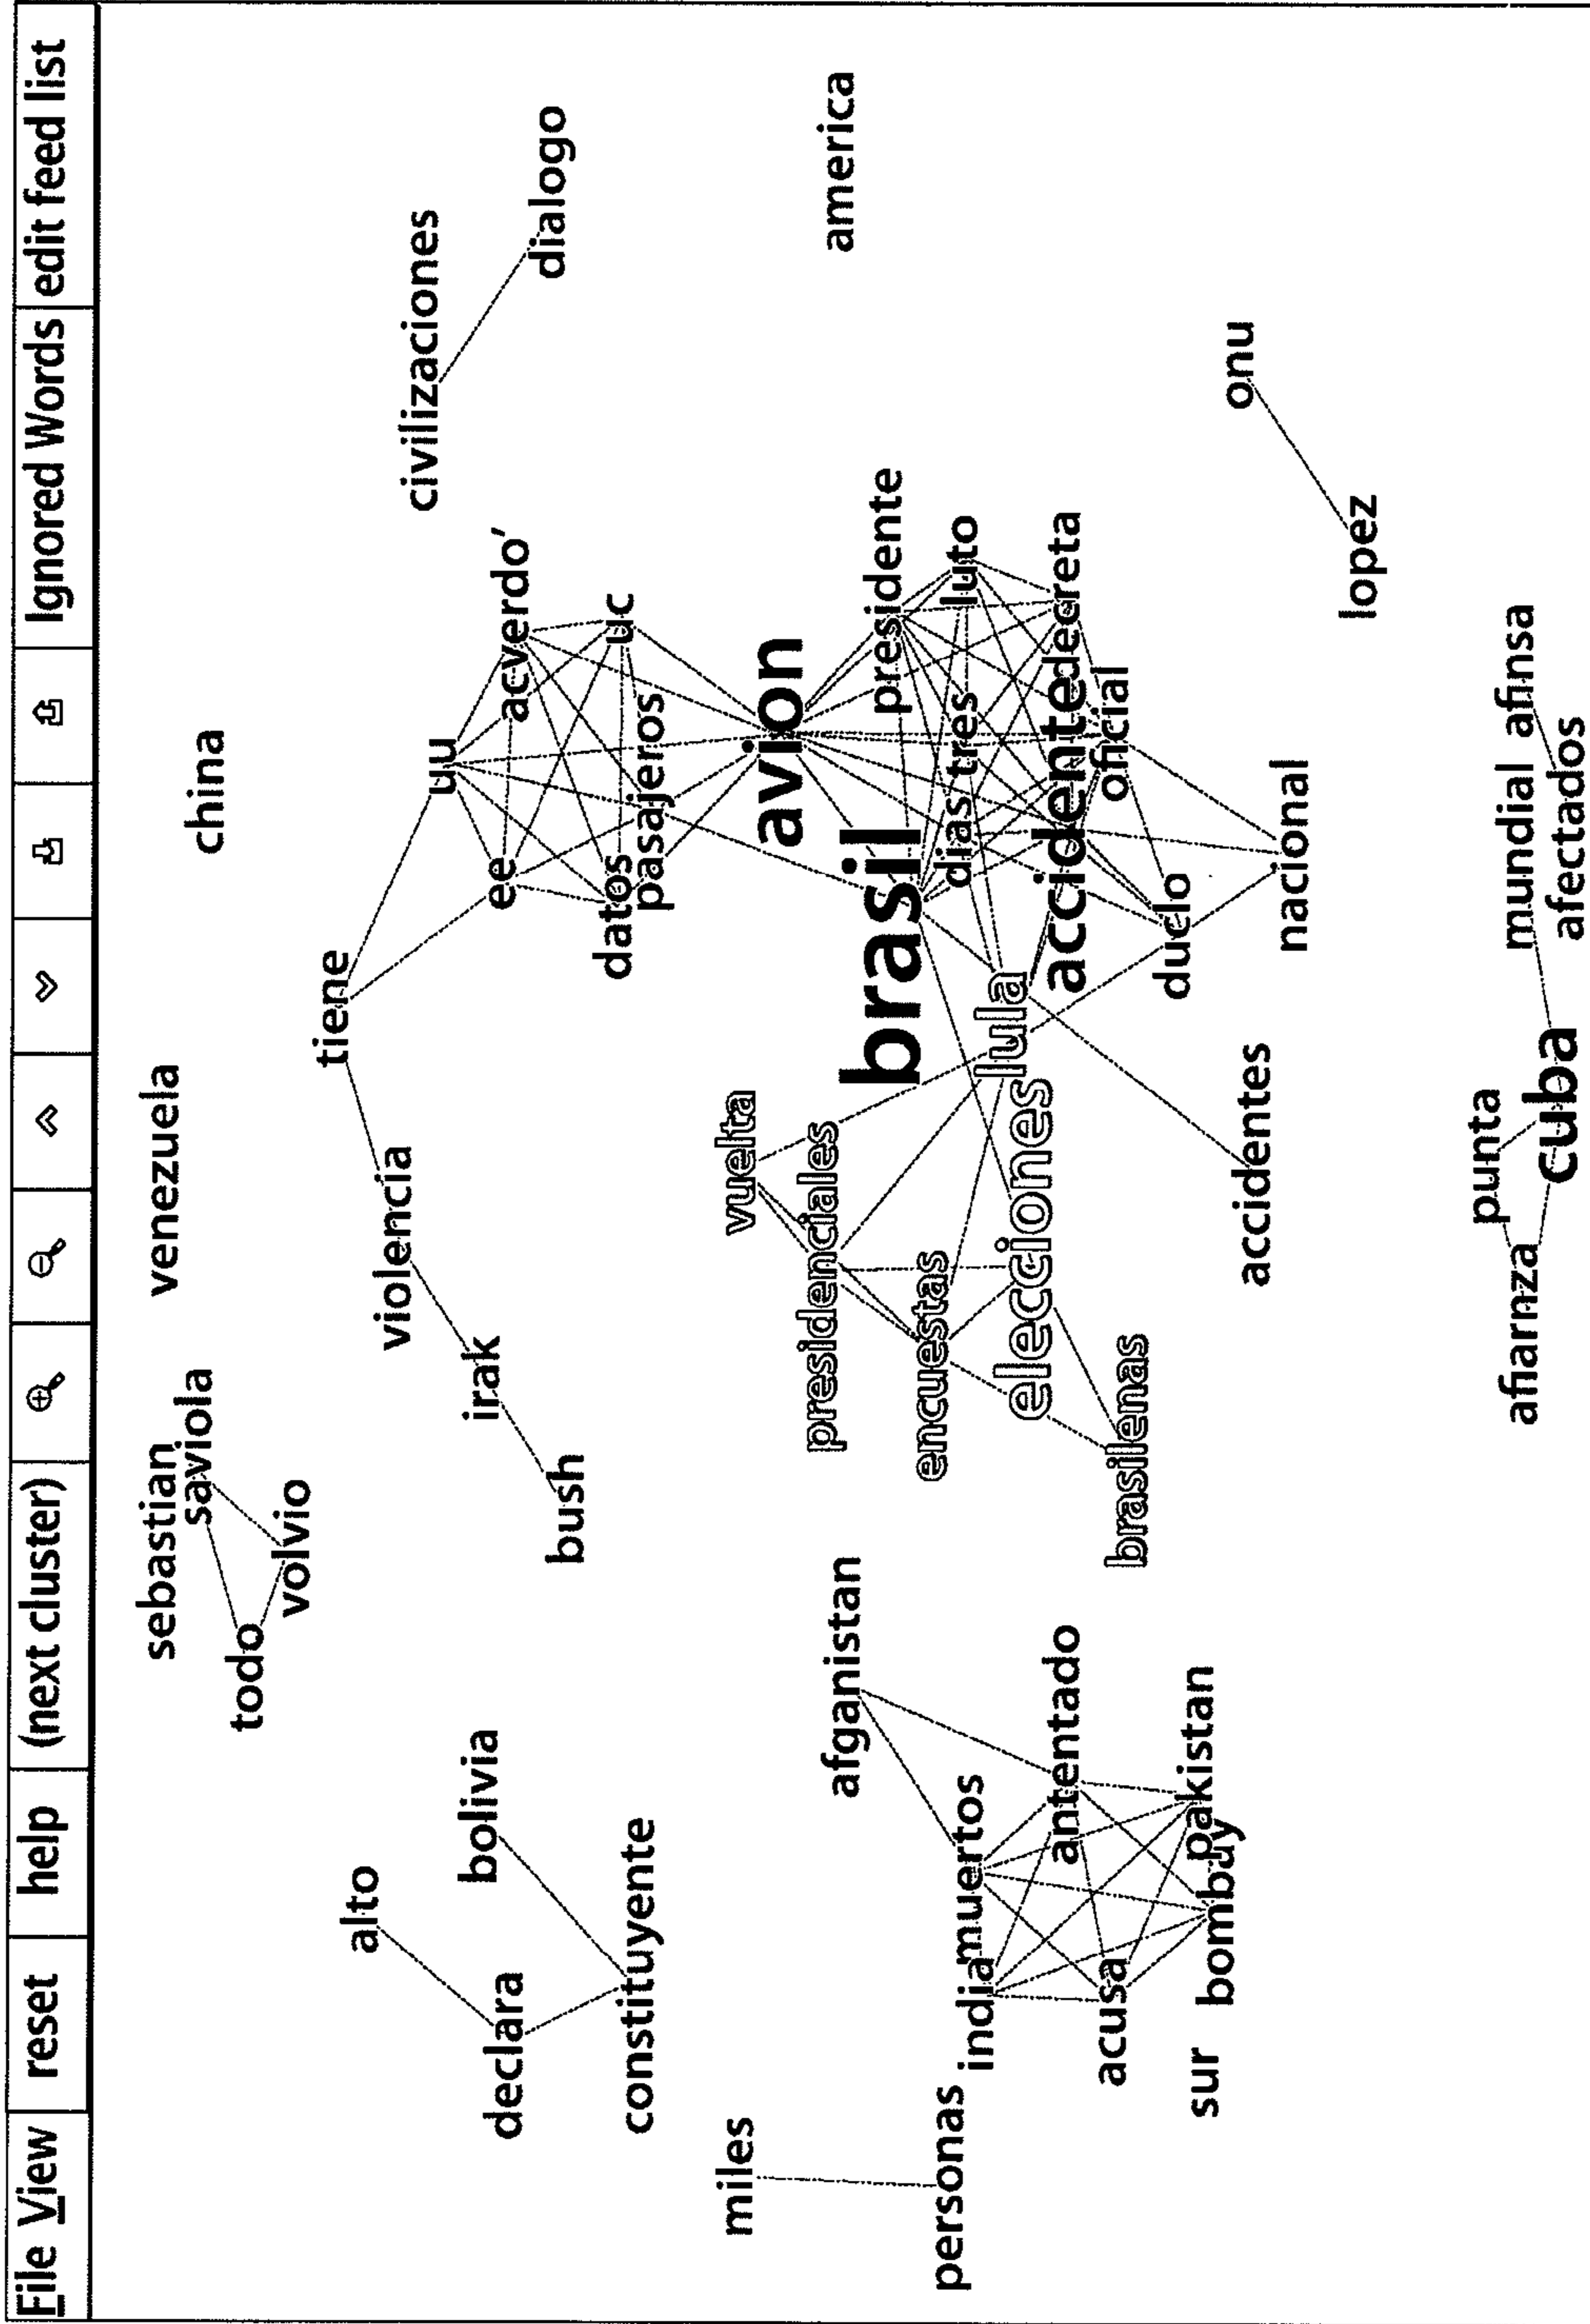 File View reset help (next cluster) Ignored Words edit feed list
sebastian
saviola
todo
volvio
venezuela
china
tiene
alto
violencia
uu
civilizaciones
bolivia
irak
ee
acverdo'
declara
dialogo
bush
datos
uc
constituyente
pasajeros
miles
vuelta
avion
presidenciales
america
afganistan
brasil
presidente
encuestas
personas
muertos
india
dias tres
luto
elecciones
lula
antentado
accidente
decreta
acusa
brasilenas
oficial
duclo
sur
bombay
pakistan
accidentes
onu
nacional
lopez
punta
afiarnza
cuba
mundial afinsa
afectados